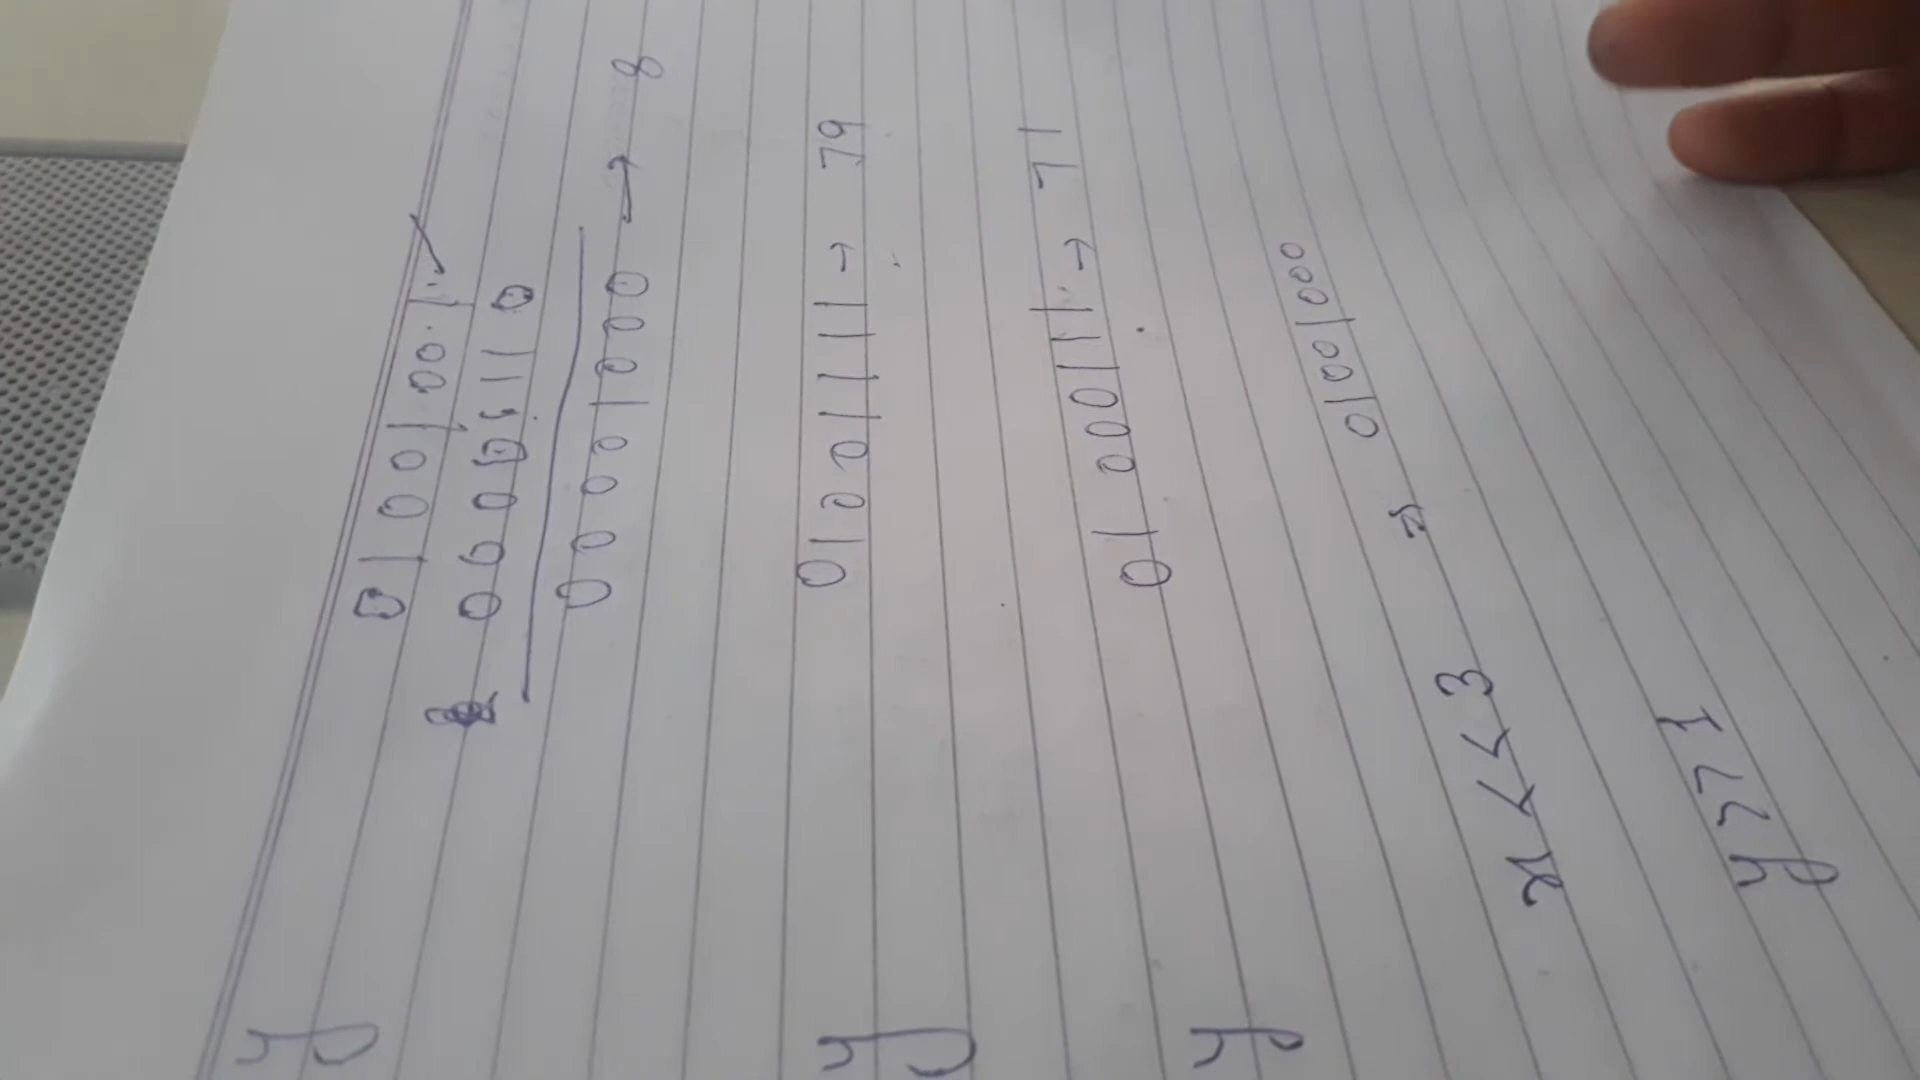 y 01001001
& 00001110
00001000 → 8
y 01001111 → 79
y 01000111 → 71
x << 3 01001000
y >> 1